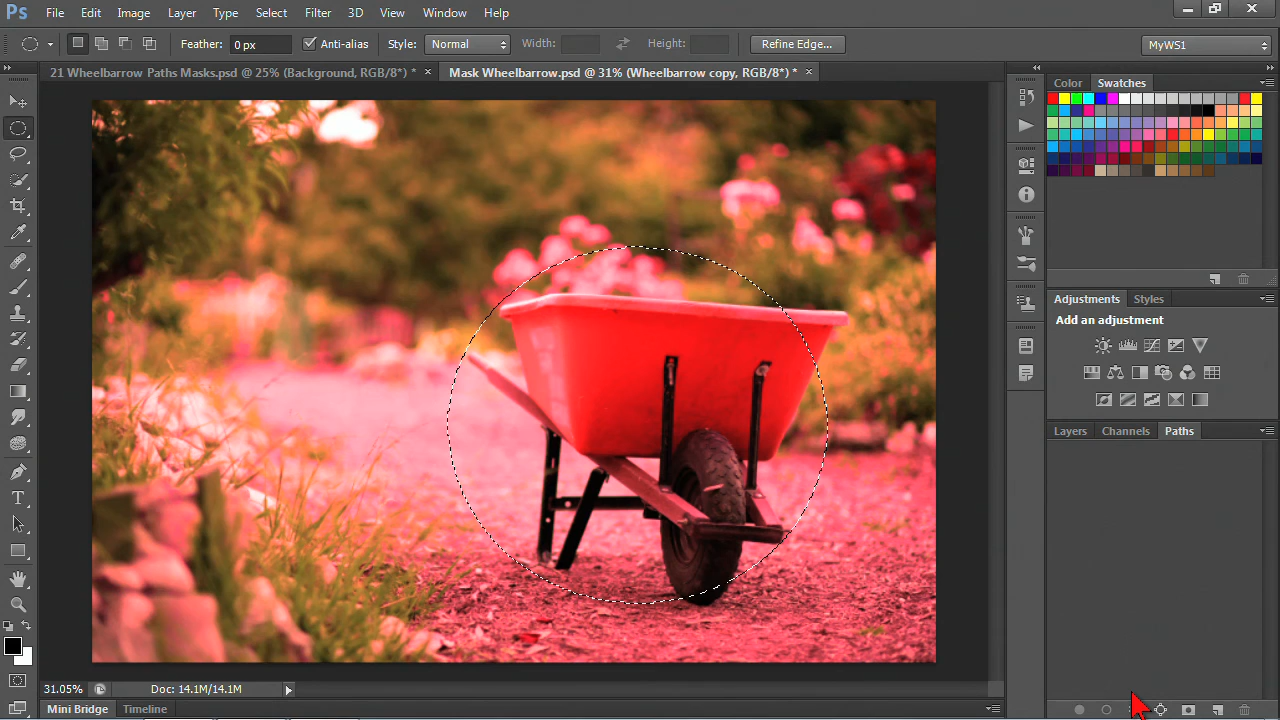 Ps File Edit Image Layer Type Select Filter 3D View Window Help
Feather: 0 px Anti-alias Style: Normal Width: Height: Refine Edge... MyWS1
21 Wheelbarrow Paths Masks.psd @ 25% (Background, RGB/8*) * × Mask Wheelbarrow.psd @ 31% (Wheelbarrow copy, RGB/8*) * ×
Color Swatches
Adjustments Styles
Add an adjustment
Layers Channels Paths
T
31.05% Doc: 14.1M/14.1M
Mini Bridge Timeline